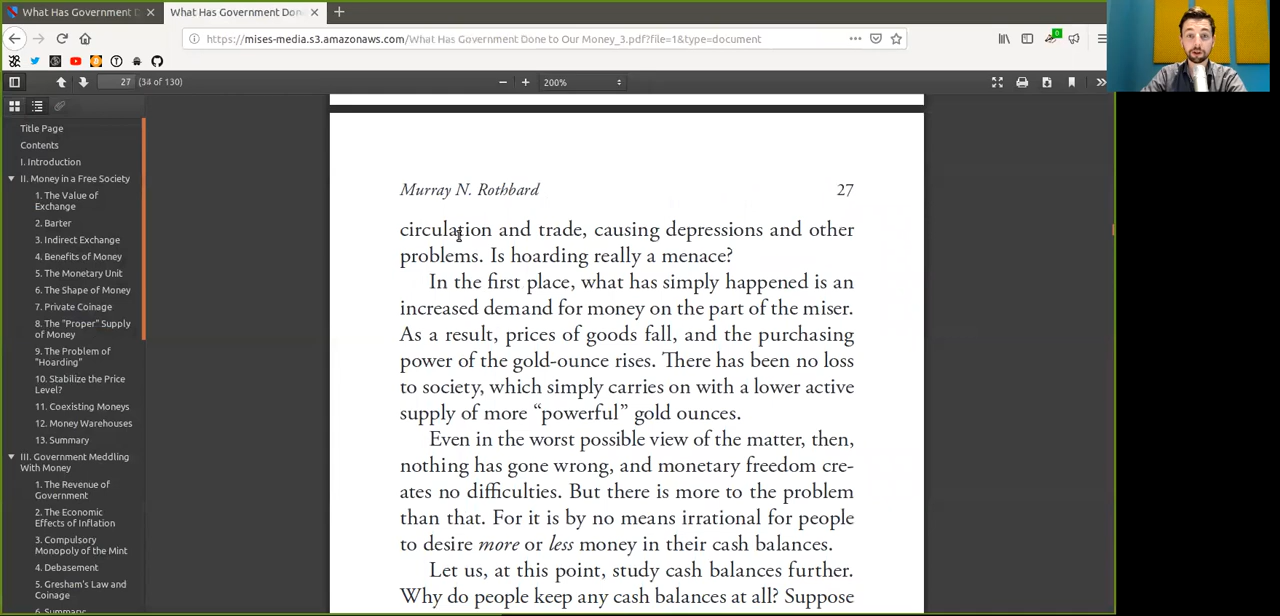 What Has Government D
What Has Government Don
https://mises-media.s3.amazonaws.com/What Has Government Done to Our Money_3.pdf?file=1&type=document
0
27 (34 of 130)
200%
Title Page
Contents
I. Introduction
II. Money in a Free Society
1. The Value of
Exchange
2. Barter
3. Indirect Exchange
4. Benefits of Money
5. The Monetary Unit
6. The Shape of Money
7. Private Coinage
8. The "Proper" Supply
of Money
9. The Problem of
"Hoarding"
10. Stabilize the Price
Level?
11. Coexisting Moneys
12. Money Warehouses
13. Summary
III. Government Meddling
With Money
1. The Revenue of
Government
2. The Economic
Effects of Inflation
3. Compulsory
Monopoly of the Mint
4. Debasement
5. Gresham's Law and
Coinage
6. Summary
Murray N. Rothbard 27
circulation and trade, causing depressions and other
problems. Is hoarding really a menace?
In the first place, what has simply happened is an
increased demand for money on the part of the miser.
As a result, prices of goods fall, and the purchasing
power of the gold-ounce rises. There has been no loss
to society, which simply carries on with a lower active
supply of more “powerful” gold ounces.
Even in the worst possible view of the matter, then,
nothing has gone wrong, and monetary freedom cre-
ates no difficulties. But there is more to the problem
than that. For it is by no means irrational for people
to desire more or less money in their cash balances.
Let us, at this point, study cash balances further.
Why do people keep any cash balances at all? Suppose